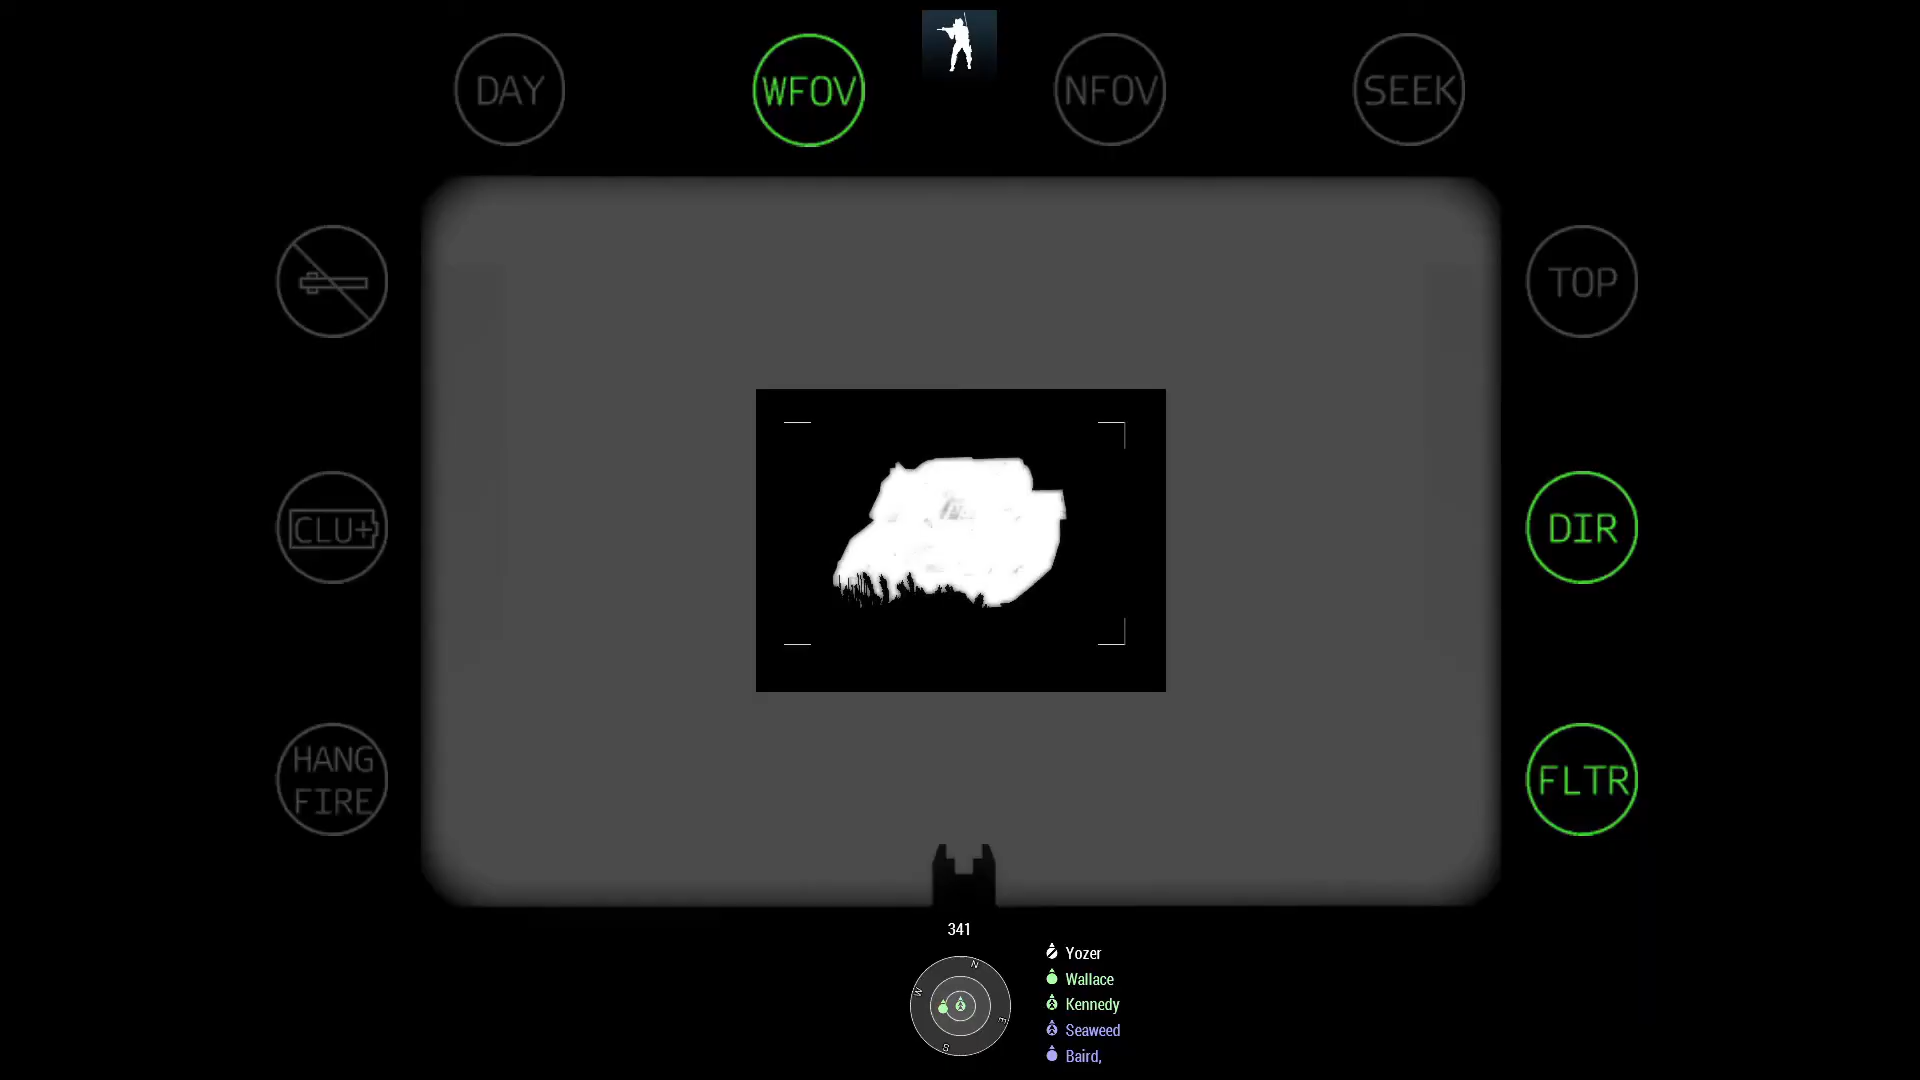 DAY
WFOV
NFOV
SEEK
TOP
CLU+
DIR
HANG
FIRE
FLTR
341
N
W
E
S
Yozer
Wallace
Kennedy
Seaweed
Baird,